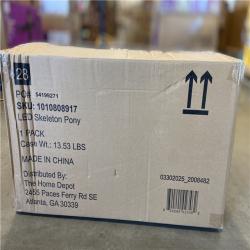 28
PO# 54196271
SKU: 1010808917
LED Skeleton Pony
1 PACK
Case Wt.: 13.53 LBS
MADE IN CHINA
Distributed By:
The Home Depot
2455 Paces Ferry Rd SE
Atlanta, GA 30339
03302025_2008482